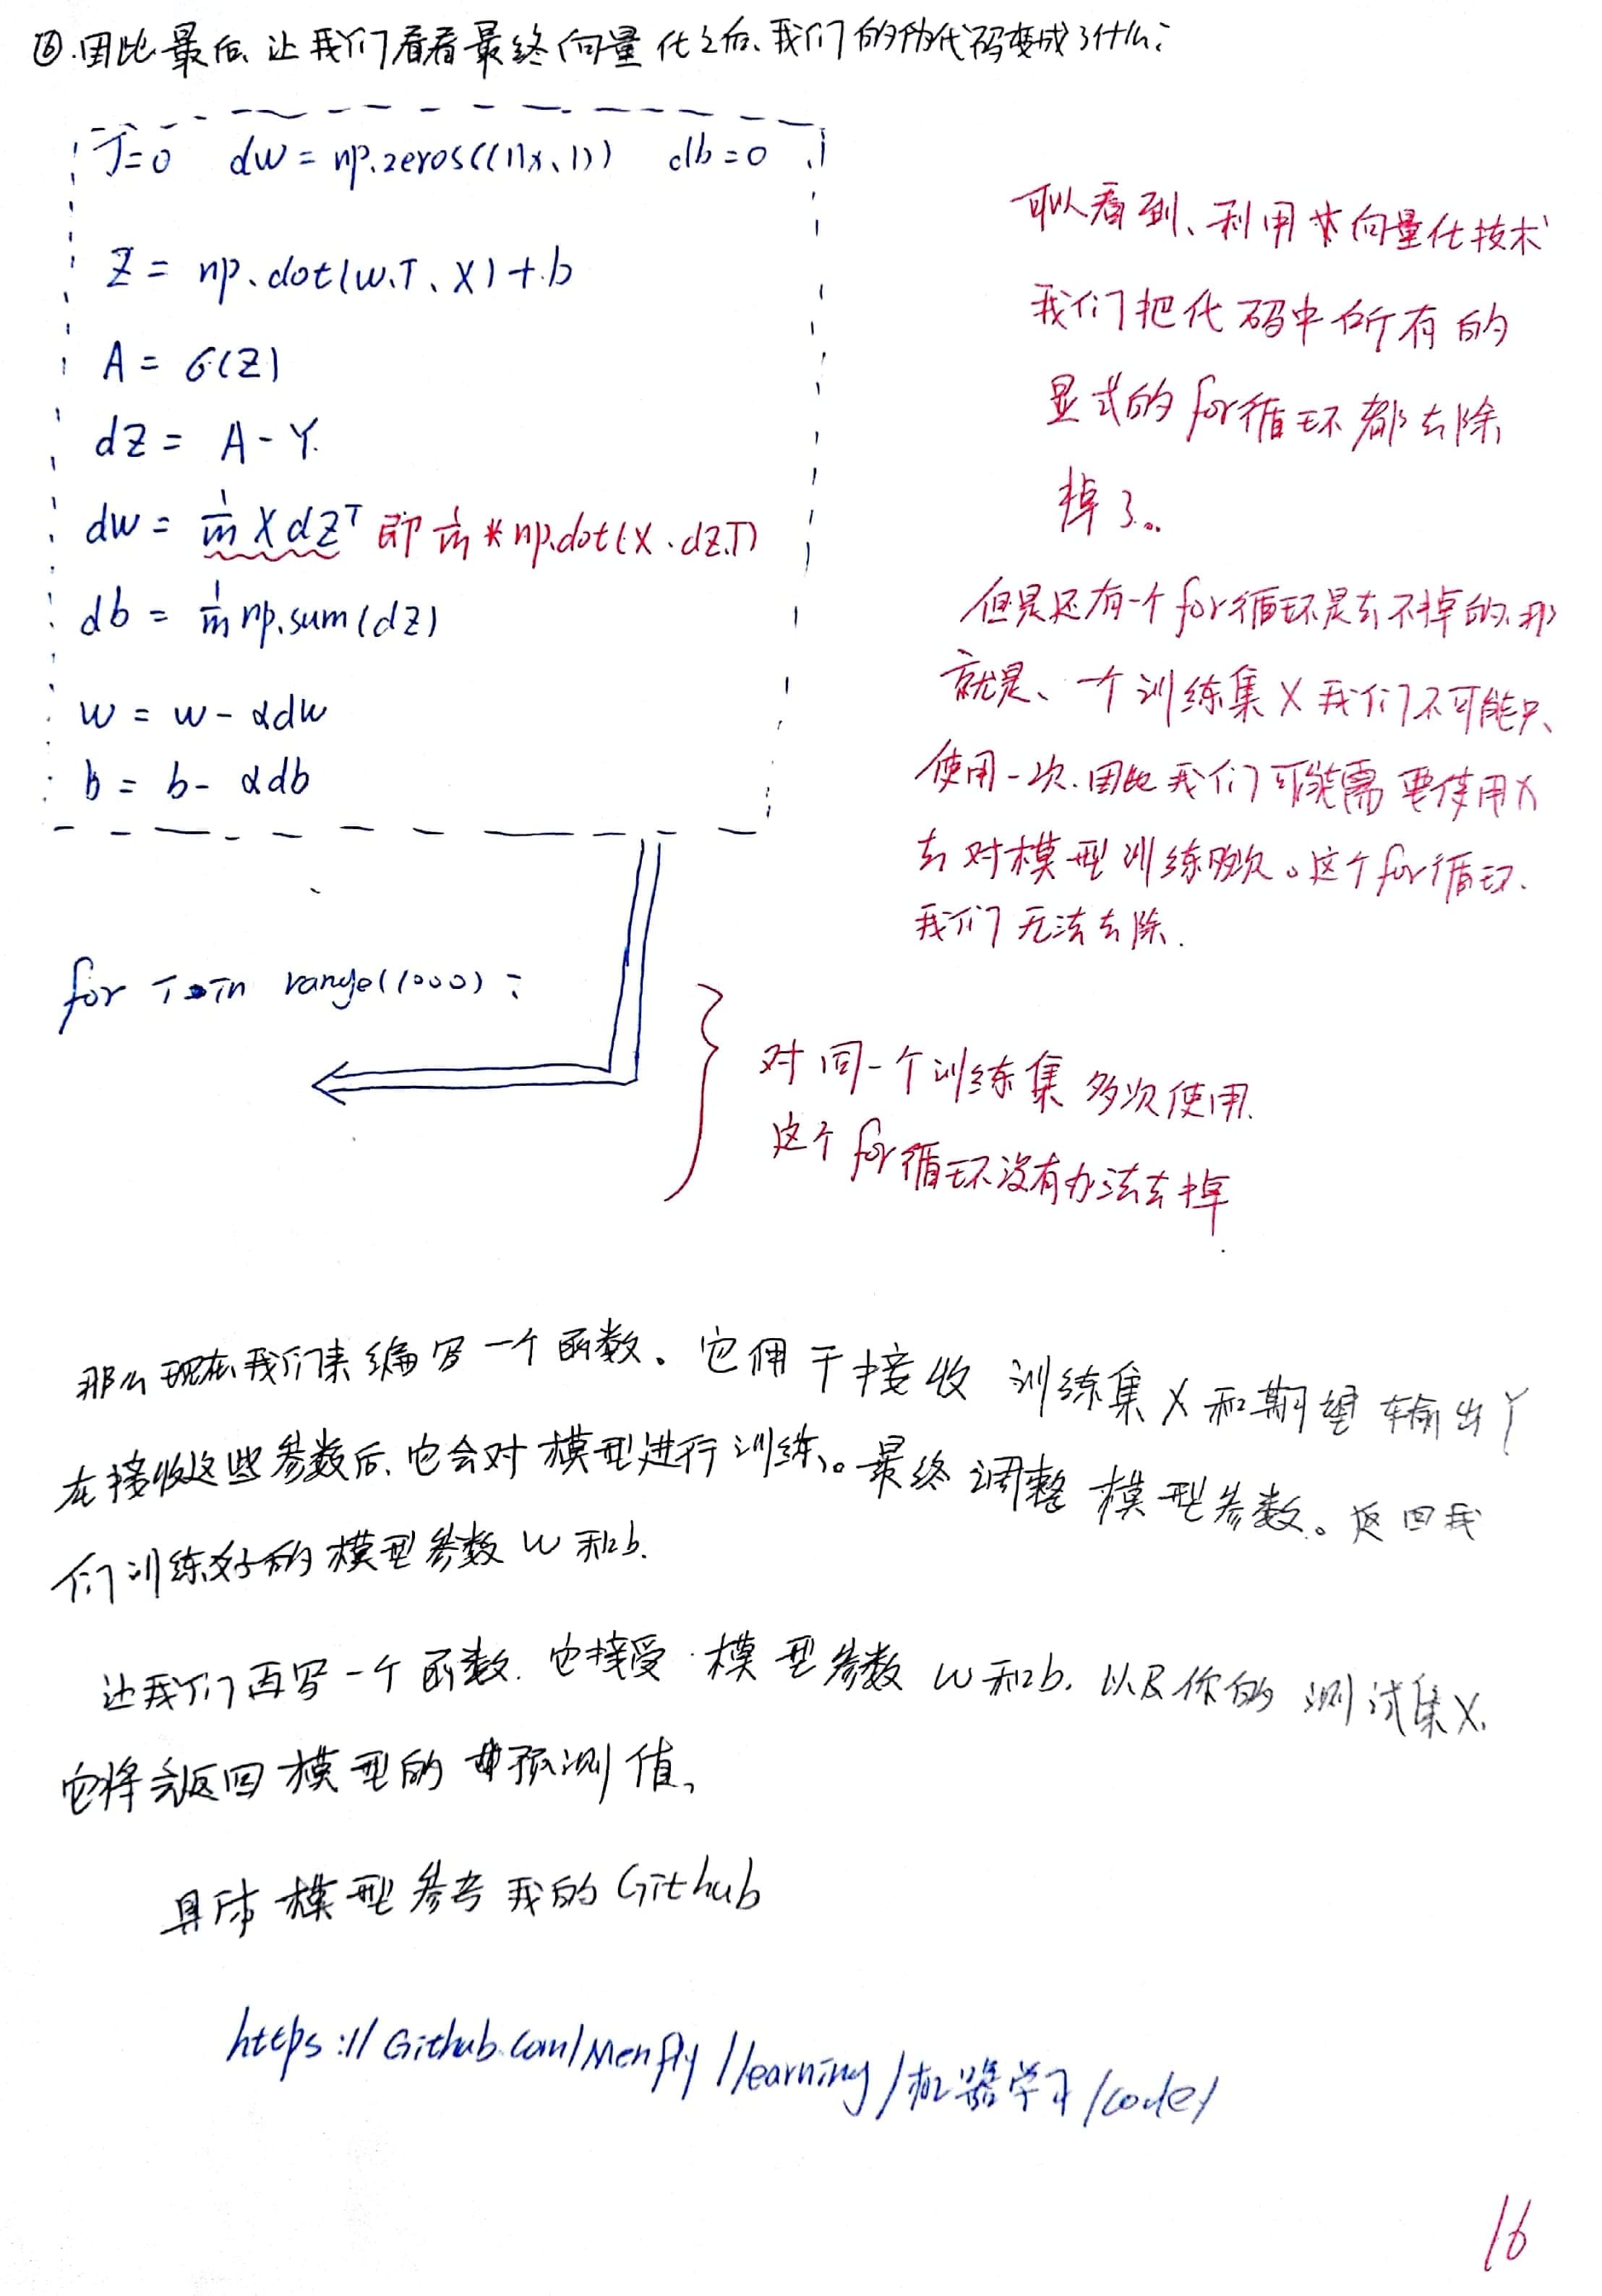 ⑥.因此最后、让我们看看最终向量化之后、我们的伪代码变成了什么:
J=0 dw = np.zeros((nx、1)) db=0
Z = np.dot(w.T、X)+b
A = σ(Z)
dZ = A-Y.
dw = 1/m X dZᵀ 即 1/m * np.dot(X.dZ.T)
db = 1/m np.sum(dZ)
w = w - αdw
b = b - αdb
可以看到、利用向量化技术
我们把代码中所有的
显式的for循环都去除
掉了。
但是还有一个for循环是去不掉的、那
就是、一个训练集X我们不可能只、
使用一次.因此我们可能需要使用X
去对模型训练多次。这个for循环.
我们无法去除.
for i in range(1000):
对同一个训练集多次使用.
这个for循环没有办法去掉
那么现在我们来编写一个函数。它用于接收训练集X和期望输出Y
在接收这些参数后、它会对模型进行训练。最终调整模型参数。返回我
们训练好的模型参数w和b.
让我们再写一个函数.它接受模型参数w和b.以及你的测试集X、
它将会返回模型的预测值、
具体模型参考我的Github
https://Github.com/Menfly/learning/机器学习/code/
16